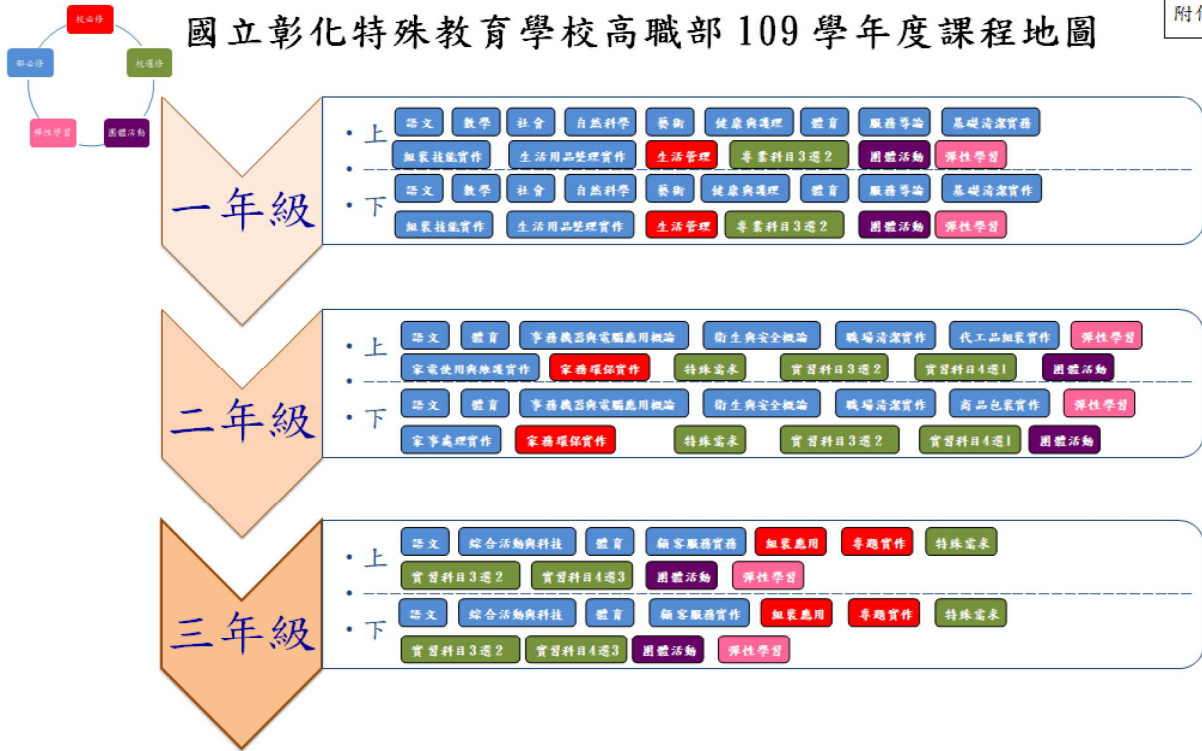 國立彰化特殊教育學校高職部 109 學年度課程地圖
校必修
部必修
校選修
彈性學習
團體活動
一年級
• 上
語文 數學 社會 自然科學 藝術 健康與護理 體育 服務導論 基礎清潔實務
組裝技能實作 生活用品整理實作 生活管理 專業科目3選2 團體活動 彈性學習
• 下
語文 數學 社會 自然科學 藝術 健康與護理 體育 服務導論 基礎清潔實作
組裝技能實作 生活用品整理實作 生活管理 專業科目3選2 團體活動 彈性學習
二年級
• 上
語文 體育 事務機器與電腦應用概論 衛生與安全概論 職場清潔實作 代工品組裝實作 彈性學習
家電使用與維護實作 家務環保實作 特殊需求 實習科目3選2 實習科目4選1 團體活動
• 下
語文 體育 事務機器與電腦應用概論 衛生與安全概論 職場清潔實作 商品包裝實作 彈性學習
家事處理實作 家務環保實作 特殊需求 實習科目3選2 實習科目4選1 團體活動
三年級
• 上
語文 綜合活動與科技 體育 顧客服務實務 組裝應用 專題實作 特殊需求
實習科目3選2 實習科目4選3 團體活動 彈性學習
• 下
語文 綜合活動與科技 體育 顧客服務實作 組裝應用 專題實作 特殊需求
實習科目3選2 實習科目4選3 團體活動 彈性學習